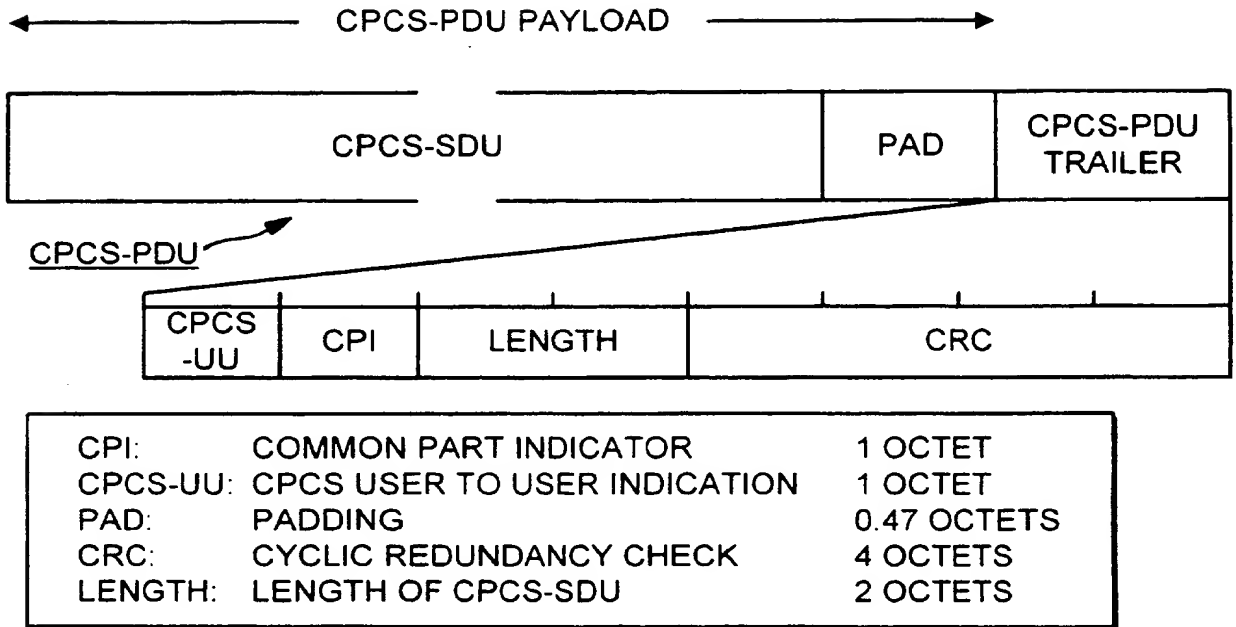 CPCS-PDU PAYLOAD
CPCS-SDU
PAD
CPCS-PDU
TRAILER
CPCS-PDU
CPCS
-UU
CPI
LENGTH
CRC
CPI: COMMON PART INDICATOR 1 OCTET
CPCS-UU: CPCS USER TO USER INDICATION 1 OCTET
PAD: PADDING 0.47 OCTETS
CRC: CYCLIC REDUNDANCY CHECK 4 OCTETS
LENGTH: LENGTH OF CPCS-SDU 2 OCTETS